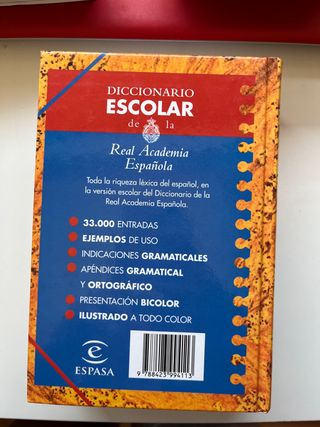 DICCIONARIO
ESCOLAR
de la
Real Academia
Española
Toda la riqueza léxica del español, en
la versión escolar del Diccionario de la
Real Academia Española.
33.000 ENTRADAS
EJEMPLOS DE USO
INDICACIONES GRAMATICALES
APÉNDICES GRAMATICAL
Y ORTOGRÁFICO
PRESENTACIÓN BICOLOR
ILUSTRADO A TODO COLOR
e
ESPASA
9 788423 994113